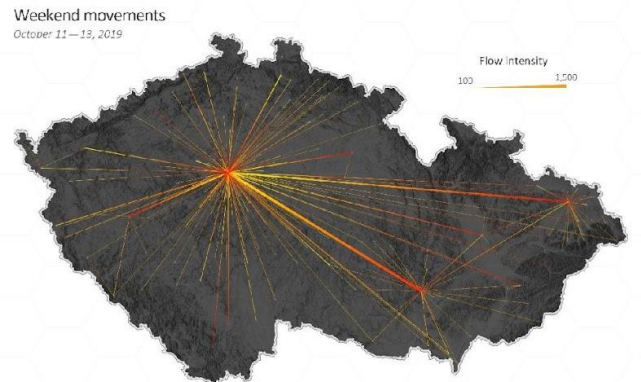 Weekend movements
October 11—13, 2019
Flow intensity
100 1,500